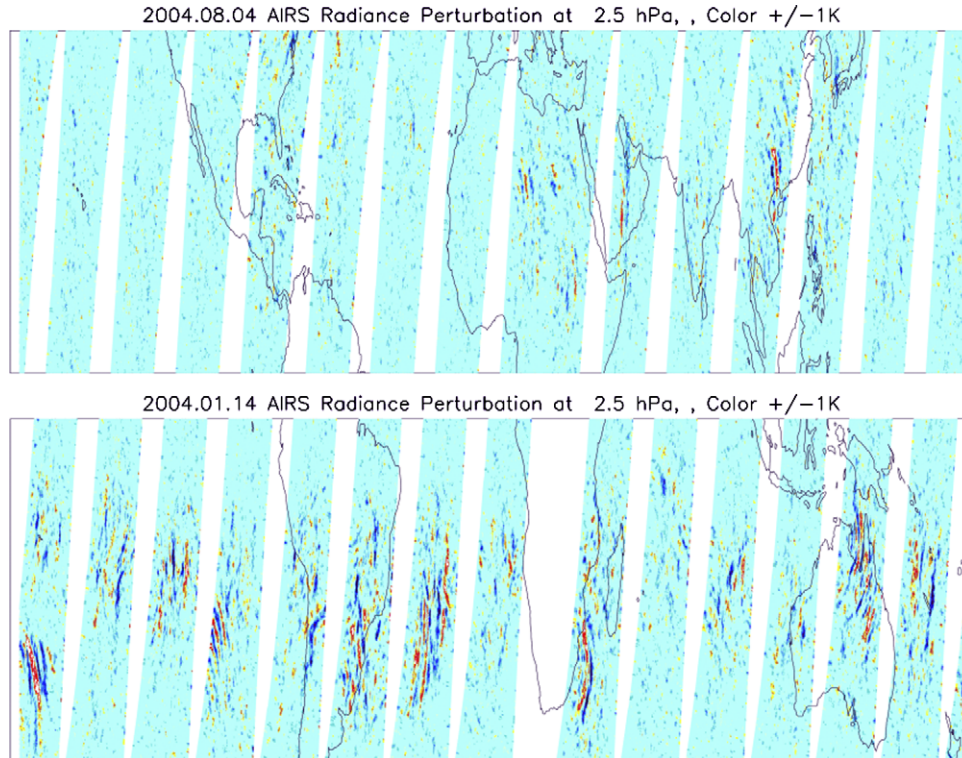 2004.08.04 AIRS Radiance Perturbation at 2.5 hPa, , Color +/-1K
2004.01.14 AIRS Radiance Perturbation at 2.5 hPa, , Color +/-1K